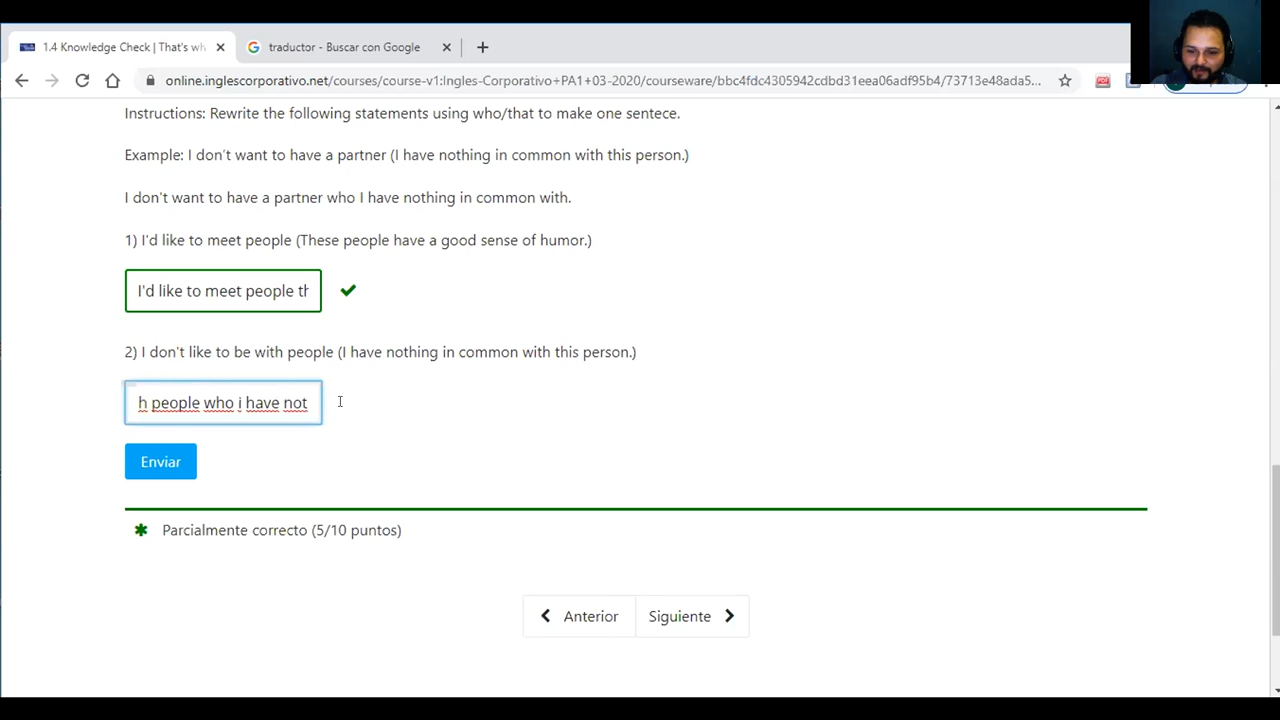 1.4 Knowledge Check | That's wh
traductor - Buscar con Google
online.inglescorporativo.net/courses/course-v1:Ingles-Corporativo+PA1+03-2020/courseware/bbc4fdc4305942cdbd31eea06adf95b4/73713e48ada5...
Instructions: Rewrite the following statements using who/that to make one sentece.
Example: I don't want to have a partner (I have nothing in common with this person.)
I don't want to have a partner who I have nothing in common with.
1) I'd like to meet people (These people have a good sense of humor.)
I'd like to meet people th
2) I don't like to be with people (I have nothing in common with this person.)
h people who i have not
Enviar
Parcialmente correcto (5/10 puntos)
Anterior
Siguiente